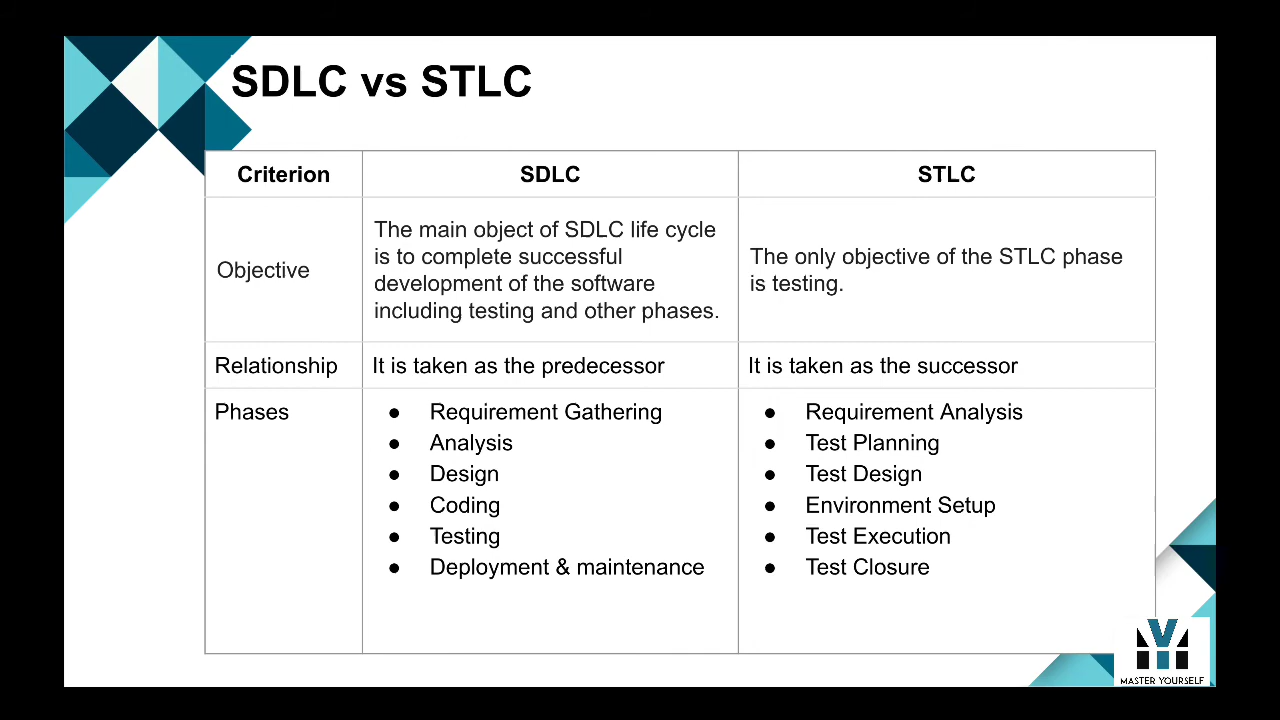 SDLC vs STLC
Criterion
SDLC
STLC
Objective
The main object of SDLC life cycle
is to complete successful
development of the software
including testing and other phases.
The only objective of the STLC phase
is testing.
Relationship
It is taken as the predecessor
It is taken as the successor
Phases
● Requirement Gathering
● Analysis
● Design
● Coding
● Testing
● Deployment & maintenance
● Requirement Analysis
● Test Planning
● Test Design
● Environment Setup
● Test Execution
● Test Closure
MASTER YOURSELF